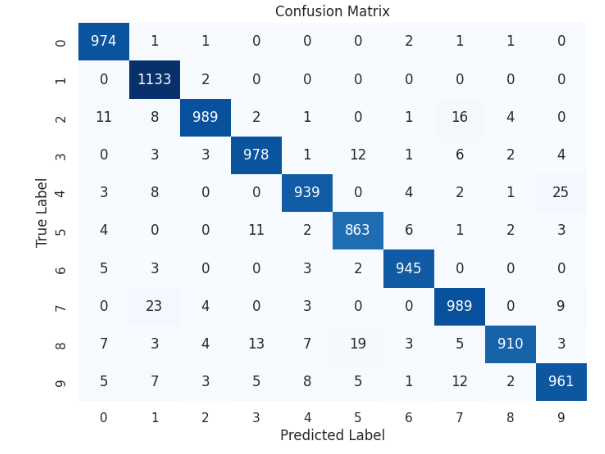 Confusion Matrix
True Label
0 974 1 1 0 0 0 2 1 1 0
1 0 1133 2 0 0 0 0 0 0 0
2 11 8 989 2 1 0 1 16 4 0
3 0 3 3 978 1 12 1 6 2 4
4 3 8 0 0 939 0 4 2 1 25
5 4 0 0 11 2 863 6 1 2 3
6 5 3 0 0 3 2 945 0 0 0
7 0 23 4 0 3 0 0 989 0 9
8 7 3 4 13 7 19 3 5 910 3
9 5 7 3 5 8 5 1 12 2 961
0 1 2 3 4 5 6 7 8 9
Predicted Label